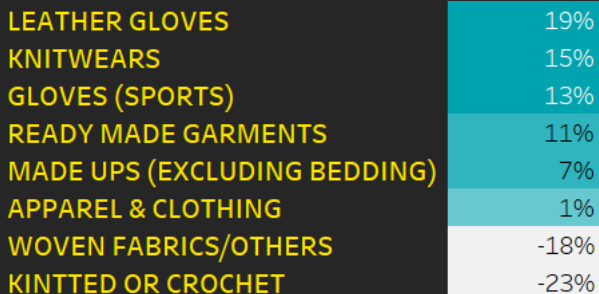 LEATHER GLOVES 19%
KNITWEARS 15%
GLOVES (SPORTS) 13%
READY MADE GARMENTS 11%
MADE UPS (EXCLUDING BEDDING) 7%
APPAREL & CLOTHING 1%
WOVEN FABRICS/OTHERS -18%
KINTTED OR CROCHET -23%